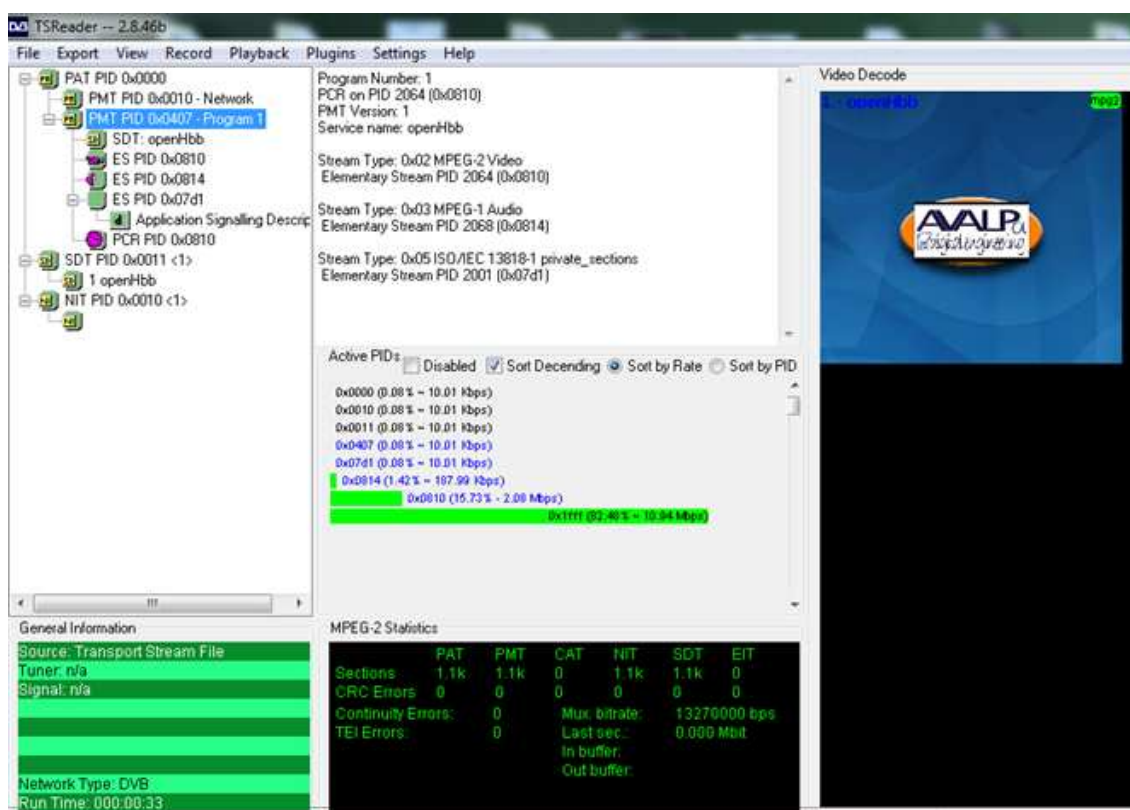 TSReader -- 2.8.46b
File Export View Record Playback Plugins Settings Help
PAT PID 0x0000
PMT PID 0x0010 - Network
PMT PID 0x0407 - Program 1
SDT: openHbb
ES PID 0x0810
ES PID 0x0814
ES PID 0x07d1
Application Signalling Descrip
PCR PID 0x0810
SDT PID 0x0011 <1>
1 openHbb
NIT PID 0x0010 <1>
Program Number: 1
PCR on PID 2064 (0x0810)
PMT Version: 1
Service name: openHbb
Stream Type: 0x02 MPEG-2 Video
Elementary Stream PID 2064 (0x0810)
Stream Type: 0x03 MPEG-1 Audio
Elementary Stream PID 2068 (0x0814)
Stream Type: 0x05 ISO/IEC 13818-1 private_sections
Elementary Stream PID 2001 (0x07d1)
Active PIDs
Disabled Sort Decending Sort by Rate Sort by PID
0x0000 (0.08% ~ 10.01 Kbps)
0x0010 (0.08% ~ 10.01 Kbps)
0x0011 (0.08% ~ 10.01 Kbps)
0x0407 (0.08% ~ 10.01 Kbps)
0x07d1 (0.08% ~ 10.01 Kbps)
0x0814 (1.42% ~ 187.99 Kbps)
0x0810 (15.73% - 2.08 Mbps)
0x1fff (82.48% ~ 10.94 Mbps)
Video Decode
1 - openHbb
mpg2
AVALPA
General Information
Source: Transport Stream File
Tuner: n/a
Signal: n/a
Network Type: DVB
Run Time: 000:00:33
MPEG-2 Statistics
PAT PMT CAT NIT SDT EIT
Sections 1.1k 1.1k 0 1.1k 1.1k 0
CRC Errors 0 0 0 0 0 0
Continuity Errors: 0 Mux. bitrate: 13270000 bps
TEI Errors: 0 Last sec.: 0.000 Mbit
In buffer:
Out buffer: